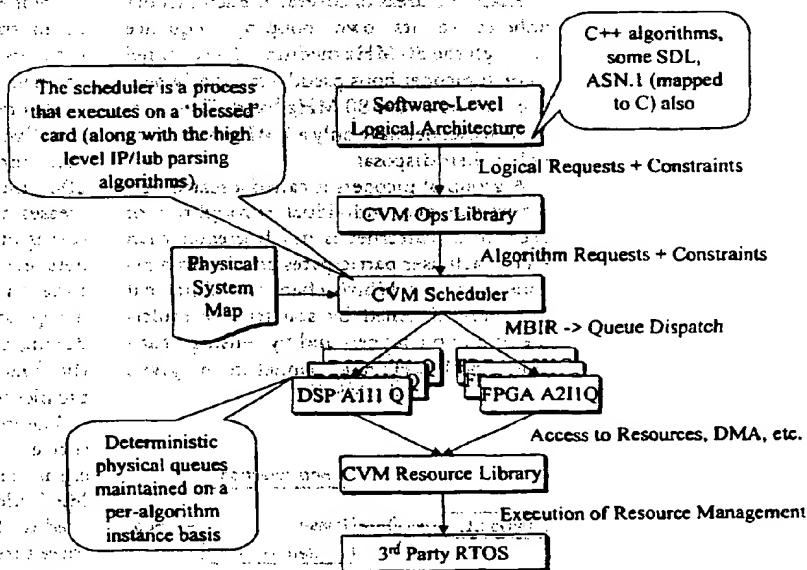 C++ algorithms,
some SDL,
ASN.1 (mapped
to C) also
The scheduler is a process
that executes on a "blessed"
card (along with the high
level IP/Iub parsing
algorithms)
Software-Level
Logical Architecture
Logical Requests + Constraints
CVM Ops Library
Algorithm Requests + Constraints
Physical
System
Map
CVM Scheduler
MBIR -> Queue Dispatch
Q
Q
DSP A1I1 Q
FPGA A2I1Q
Access to Resources, DMA, etc.
Deterministic
physical queues
maintained on a
per-algorithm
instance basis
CVM Resource Library
Execution of Resource Management
3rd Party RTOS